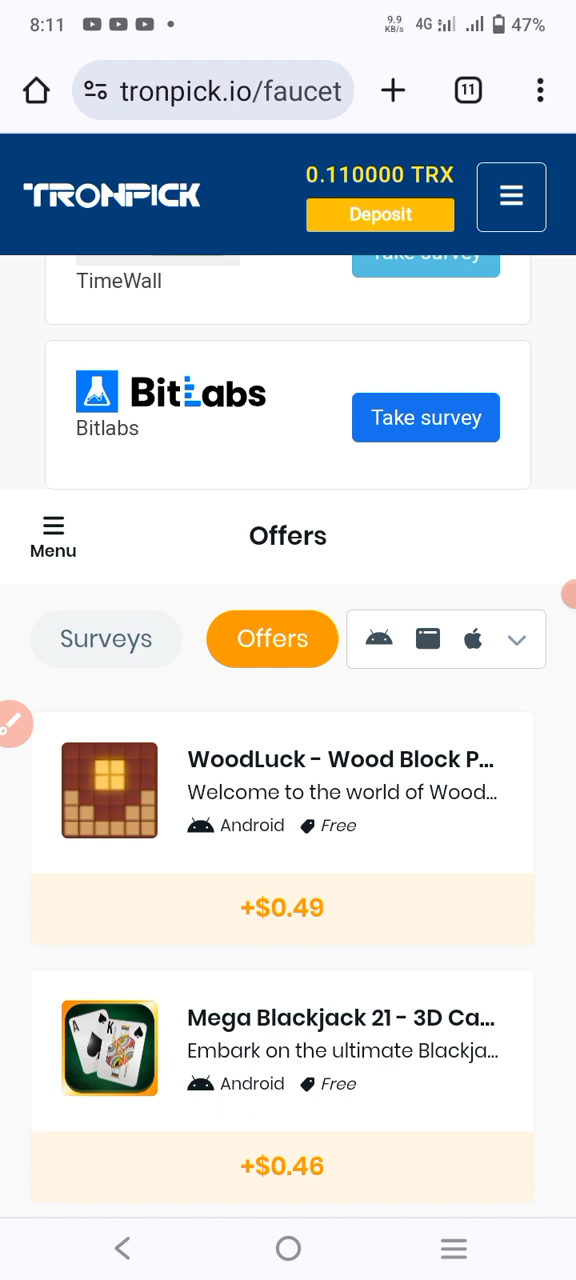 8:11 9.9 KB/s 4G 47%
tronpick.io/faucet 11
TRONPICK
0.110000 TRX
Deposit
Take survey
TimeWall
BitLabs
Bitlabs
Take survey
Menu
Offers
Surveys
Offers
WoodLuck - Wood Block P...
Welcome to the world of Wood...
Android Free
+$0.49
A K
Mega Blackjack 21 - 3D Ca...
Embark on the ultimate Blackja...
Android Free
+$0.46